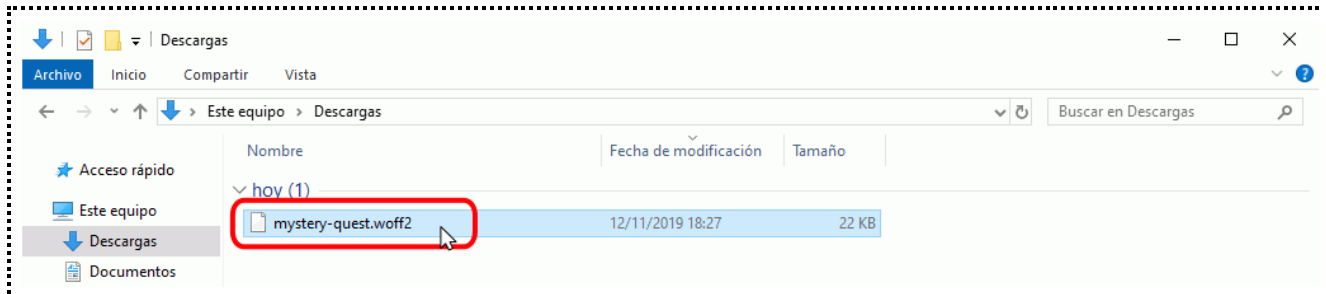 Descargas
Archivo Inicio Compartir Vista
Este equipo Descargas Buscar en Descargas
Nombre Fecha de modificación Tamaño
Acceso rápido
hoy (1)
Este equipo
mystery-quest.woff2 12/11/2019 18:27 22 KB
Descargas
Documentos